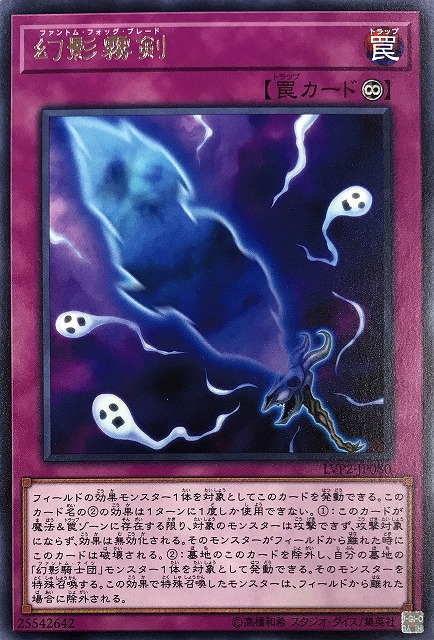 ファントム・フォッグ・ブレード
幻影霧剣
トラップ
罠
トラップ
【罠カード】
LVP2-JP080
フィールドの効果モンスター1体を対象としてこのカードを発動できる。この
カード名の②の効果は1ターンに1度しか使用できない。①：このカードが
魔法&罠ゾーンに存在する限り、対象のモンスターは攻撃できず、攻撃対象
にならず、効果は無効化される。そのモンスターがフィールドから離れた時に
このカードは破壊される。②：墓地のこのカードを除外し、自分の墓地の
「幻影騎士団」モンスター1体を対象として発動できる。そのモンスターを
特殊召喚する。この効果で特殊召喚したモンスターは、フィールドから離れた
場合に除外される。
25542642
©高橋和希 スタジオ・ダイス/集英社